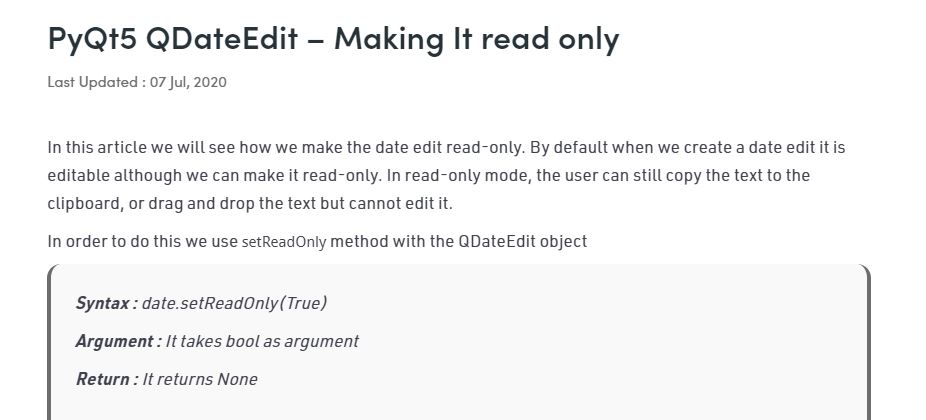 PyQt5 QDateEdit – Making It read only
Last Updated : 07 Jul, 2020
In this article we will see how we make the date edit read-only. By default when we create a date edit it is
editable although we can make it read-only. In read-only mode, the user can still copy the text to the
clipboard, or drag and drop the text but cannot edit it.
In order to do this we use setReadOnly method with the QDateEdit object
Syntax : date.setReadOnly(True)
Argument : It takes bool as argument
Return : It returns None